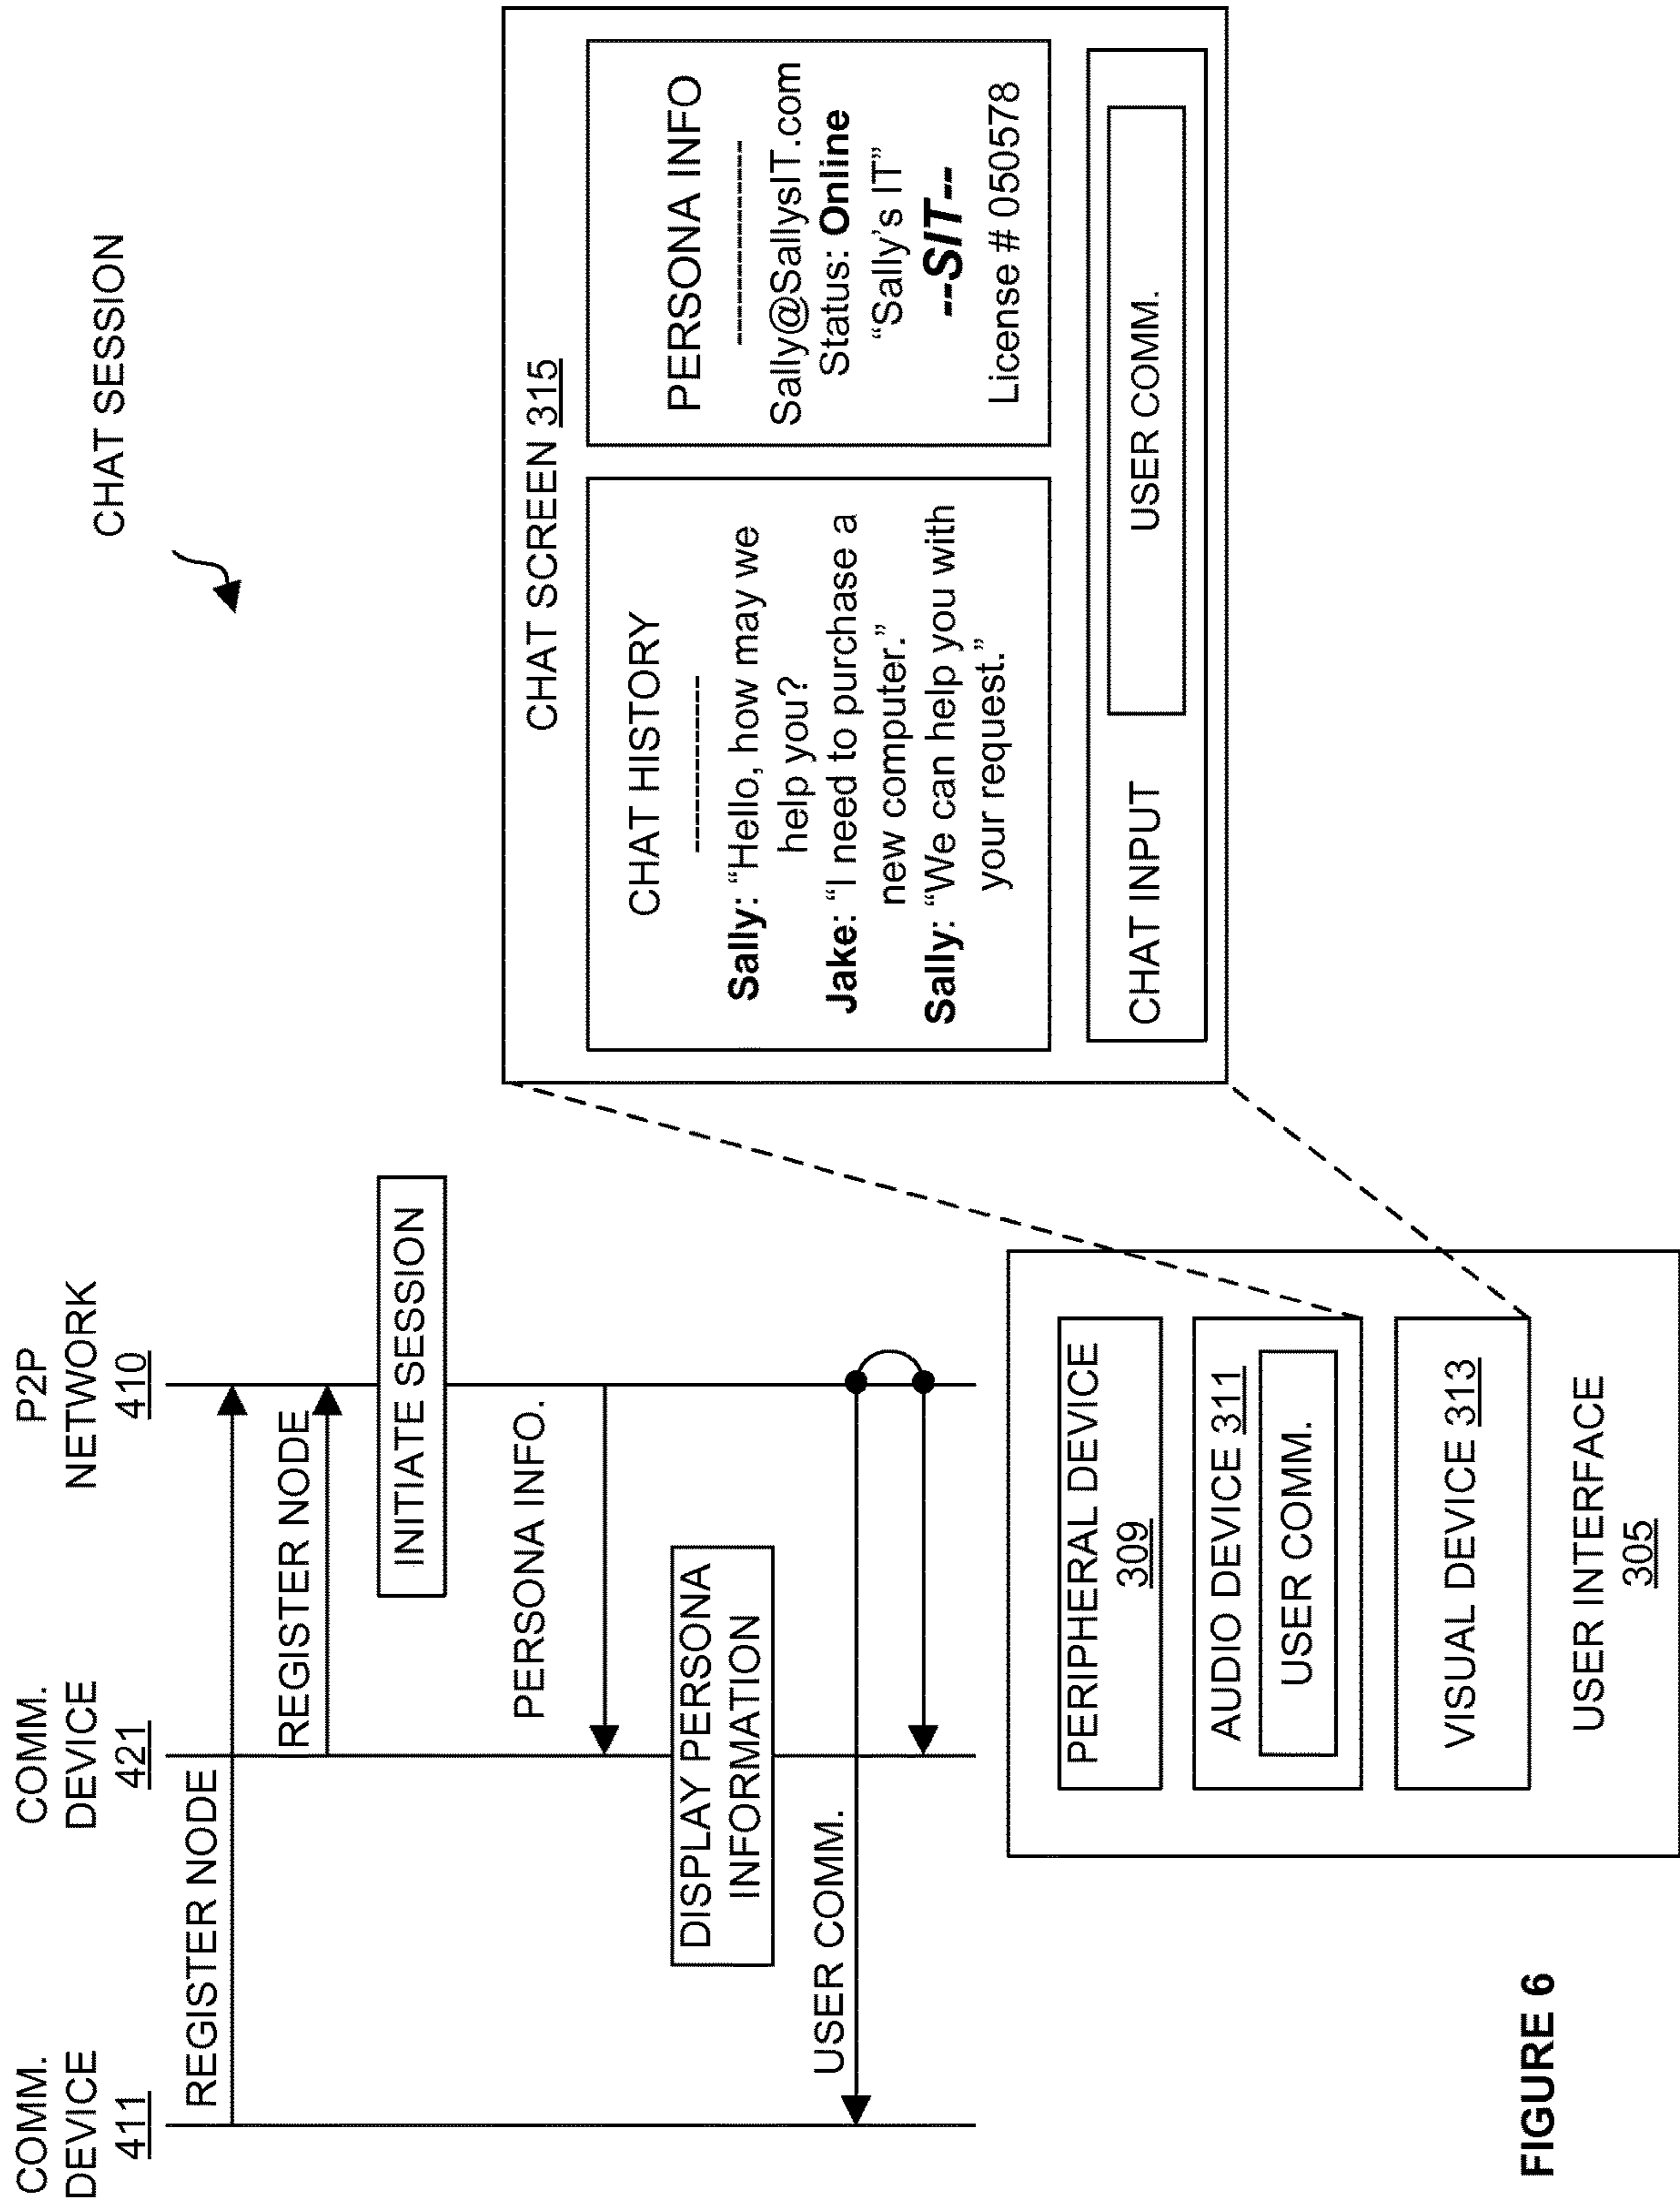 CHAT SESSION
COMM.
DEVICE
411
COMM.
DEVICE
421
P2P
NETWORK
410
REGISTER NODE
REGISTER NODE
INITIATE SESSION
PERSONA INFO.
DISPLAY PERSONA
INFORMATION
USER COMM.
CHAT SCREEN 315
CHAT HISTORY
------------
Sally: “Hello, how may we
help you?
Jake: “I need to purchase a
new computer.”
Sally: “We can help you with
your request.”
PERSONA INFO
--------------
Sally@SallysIT.com
Status: Online
“Sally’s IT”
--SIT--
License # 050578
CHAT INPUT
USER COMM.
PERIPHERAL DEVICE
309
AUDIO DEVICE 311
USER COMM.
VISUAL DEVICE 313
USER INTERFACE
305
FIGURE 6